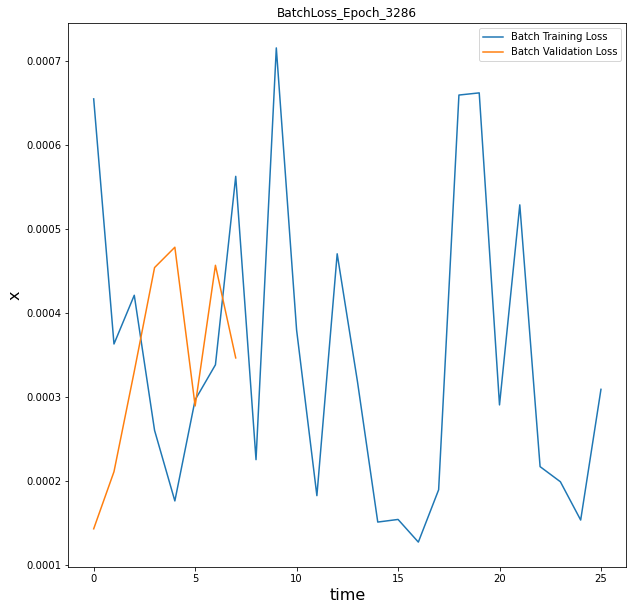 BatchLoss_Epoch_3286
Batch Training Loss
Batch Validation Loss
0.0007
0.0006
0.0005
0.0004
0.0003
0.0002
0.0001
x
0
5
10
15
20
25
time